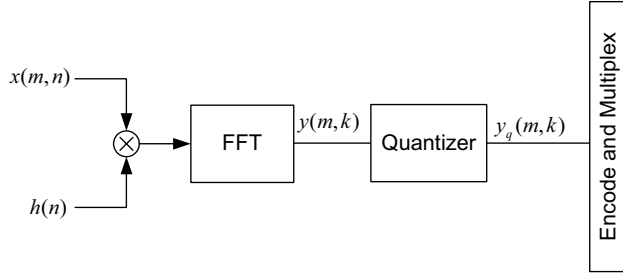 x(m,n)
h(n)
FFT
y(m,k)
Quantizer
y_q(m,k)
Encode and Multiplex